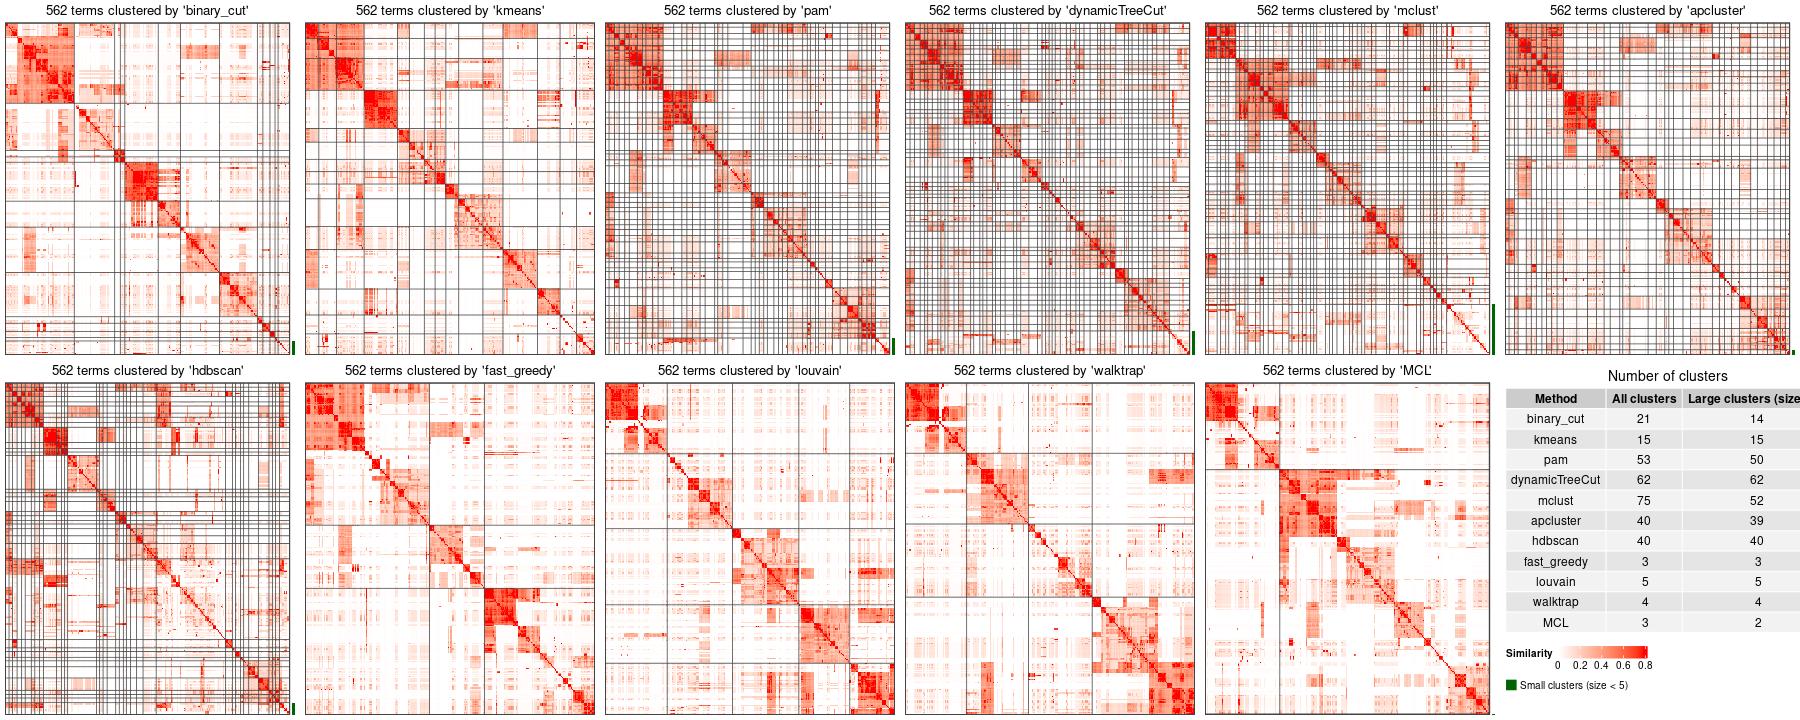 562 terms clustered by 'binary_cut'
562 terms clustered by 'kmeans'
562 terms clustered by 'pam'
562 terms clustered by 'dynamicTreeCut'
562 terms clustered by 'mclust'
562 terms clustered by 'apcluster'
562 terms clustered by 'hdbscan'
562 terms clustered by 'fast_greedy'
562 terms clustered by 'louvain'
562 terms clustered by 'walktrap'
562 terms clustered by 'MCL'
Number of clusters
Method All clusters Large clusters (size
binary_cut 21 14
kmeans 15 15
pam 53 50
dynamicTreeCut 62 62
mclust 75 52
apcluster 40 39
hdbscan 40 40
fast_greedy 3 3
louvain 5 5
walktrap 4 4
MCL 3 2
Similarity
0 0.2 0.4 0.6 0.8
Small clusters (size < 5)